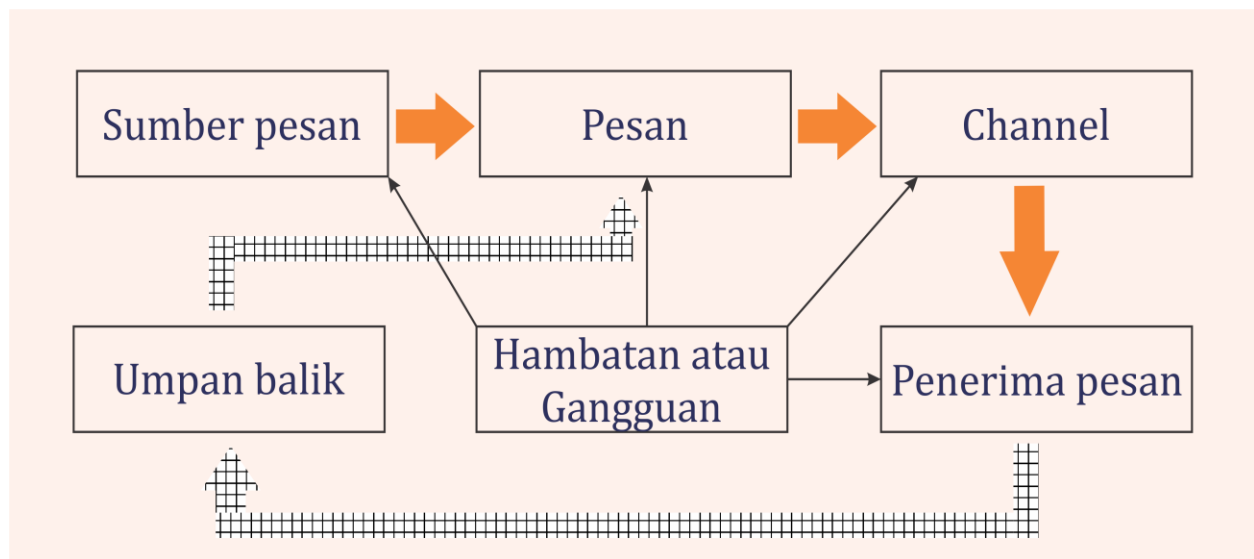 Sumber pesan
Pesan
Channel
Umpan balik
Hambatan atau
Gangguan
Penerima pesan